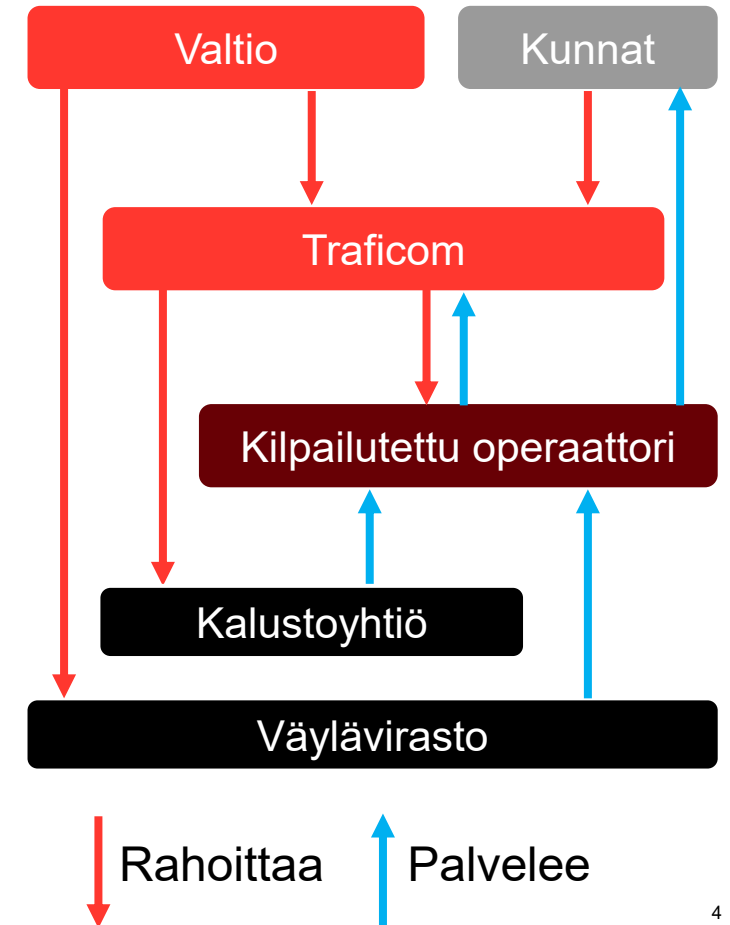 Valtio
Kunnat
Traficom
Kilpailutettu operaattori
Kalustoyhtiö
Väylävirasto
Rahoittaa
Palvelee
4